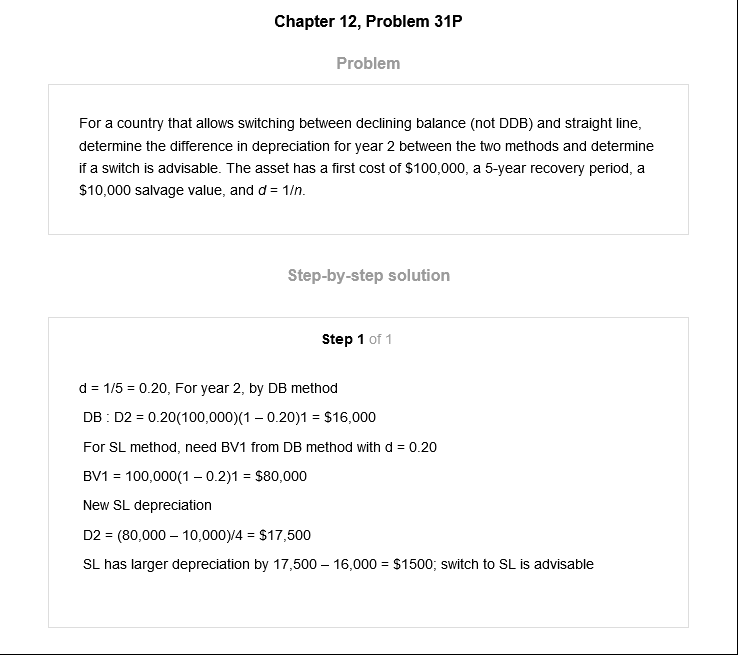 Chapter 12, Problem 31P
Problem
For a country that allows switching between declining balance (not DDB) and straight line,
determine the difference in depreciation for year 2 between the two methods and determine
if a switch is advisable. The asset has a first cost of $100,000, a 5-year recovery period, a
$10,000 salvage value, and d = 1/n.
Step-by-step solution
Step 1 of 1
d = 1/5 = 0.20, For year 2, by DB method
DB : D2 = 0.20(100,000)(1 – 0.20)1 = $16,000
For SL method, need BV1 from DB method with d = 0.20
BV1 = 100,000(1 – 0.2)1 = $80,000
New SL depreciation
D2 = (80,000 – 10,000)/4 = $17,500
SL has larger depreciation by 17,500 – 16,000 = $1500; switch to SL is advisable